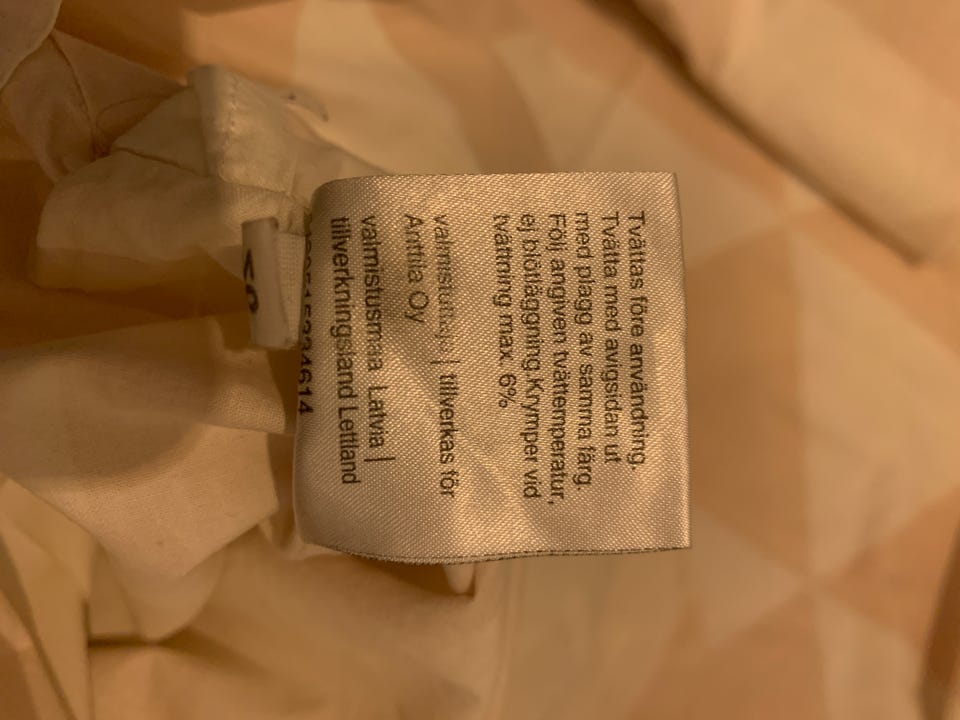 Tvättas före användning.
Tvätta med avigsidan ut
med plagg av samma färg.
Följ angiven tvättemperatur,
ej blötläggning.Krymper vid
tvättning max. 6%
| tillverkas för
Anttila Oy
valmistusmaa Latvia |
tillverkningsland Lettland